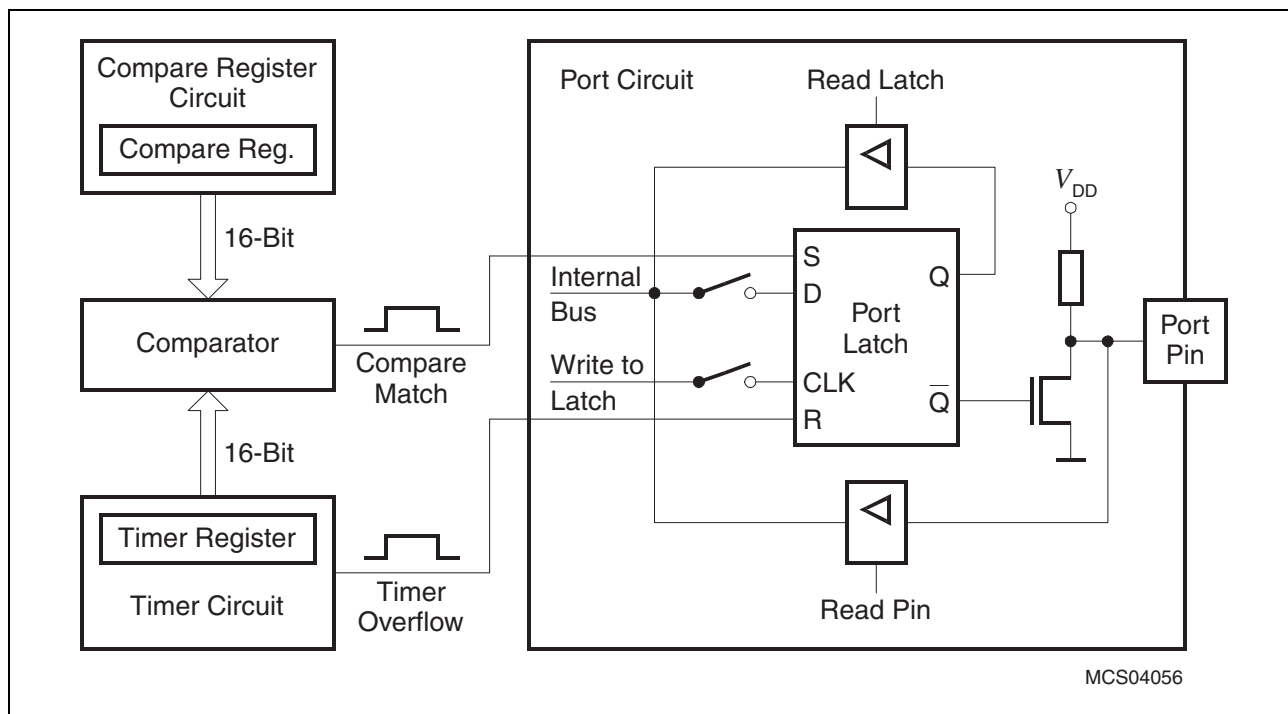 Compare Register
Circuit
Compare Reg.
16-Bit
Comparator
Compare
Match
16-Bit
Timer Register
Timer Circuit
Timer
Overflow
Port Circuit
Read Latch
V_DD
Internal
Bus
Write to
Latch
S
D
CLK
R
Port
Latch
Q
Q̅
Port
Pin
Read Pin
MCS04056